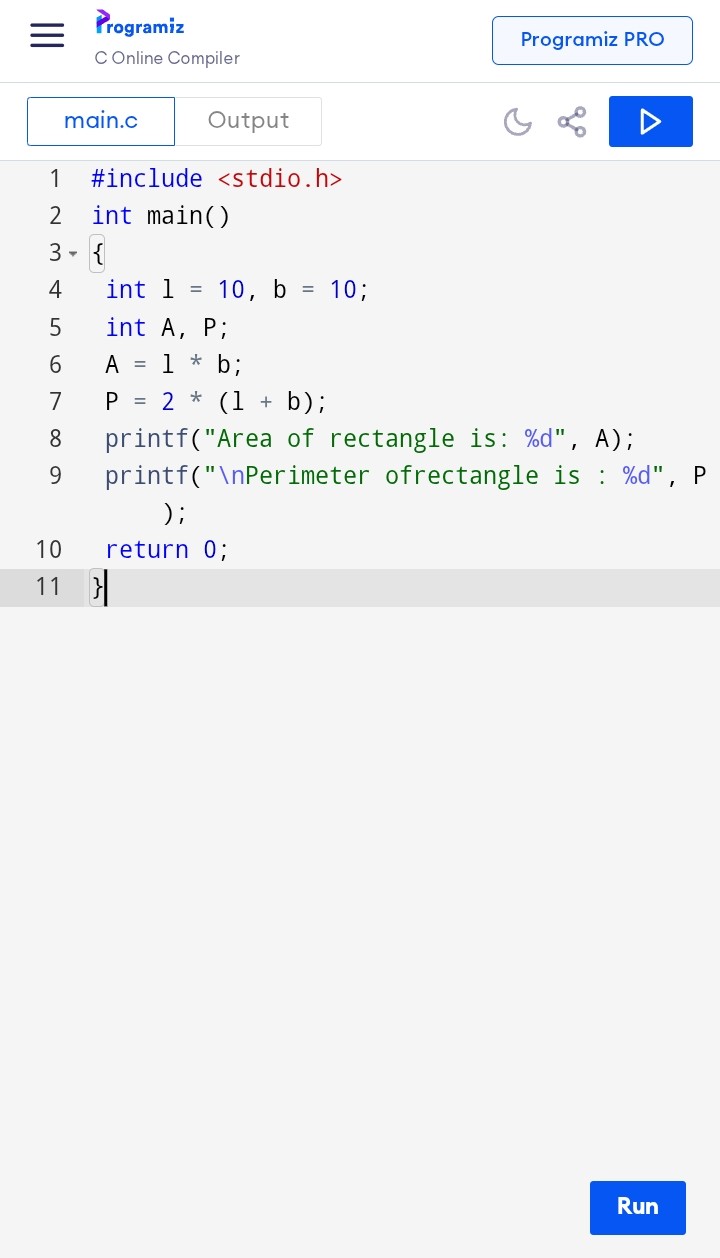 Programiz
C Online Compiler
Programiz PRO
main.c
Output
1 #include <stdio.h>
2 int main()
3 {
4 int l = 10, b = 10;
5 int A, P;
6 A = l * b;
7 P = 2 * (l + b);
8 printf("Area of rectangle is: %d", A);
9 printf("\nPerimeter ofrectangle is : %d", P
);
10 return 0;
11 }
Run